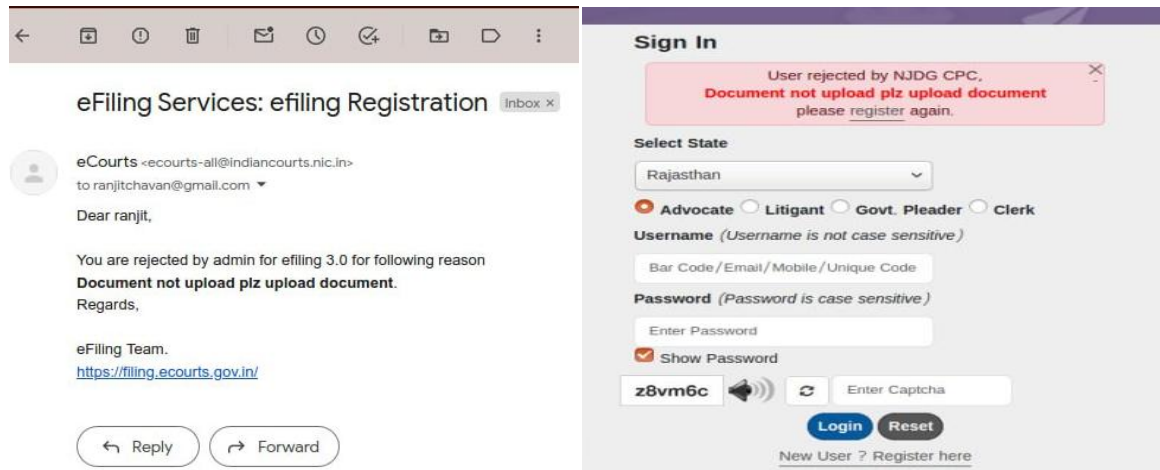 eFiling Services: efiling Registration Inbox ×
eCourts <ecourts-all@indiancourts.nic.in>
to ranjitchavan@gmail.com
Dear ranjit,
You are rejected by admin for efiling 3.0 for following reason
Document not upload plz upload document.
Regards,
eFiling Team.
https://filing.ecourts.gov.in/
Reply Forward
Sign In
User rejected by NJDG CPC,
Document not upload plz upload document
please register again.
Select State
Rajasthan
Advocate Litigant Govt. Pleader Clerk
Username (Username is not case sensitive)
Bar Code/Email/Mobile/Unique Code
Password (Password is case sensitive)
Enter Password
Show Password
z8vm6c Enter Captcha
Login Reset
New User ? Register here